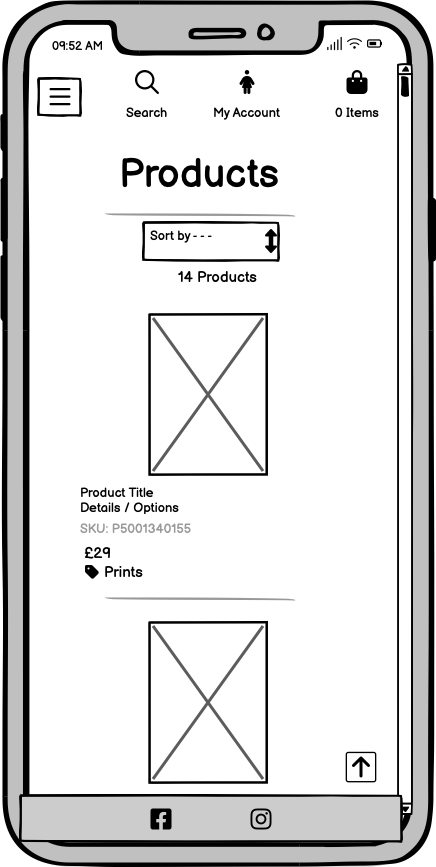 09:52 AM
Search
My Account
0 Items
Products
Sort by - - -
14 Products
Product Title
Details / Options
SKU: P5001340155
£29
Prints